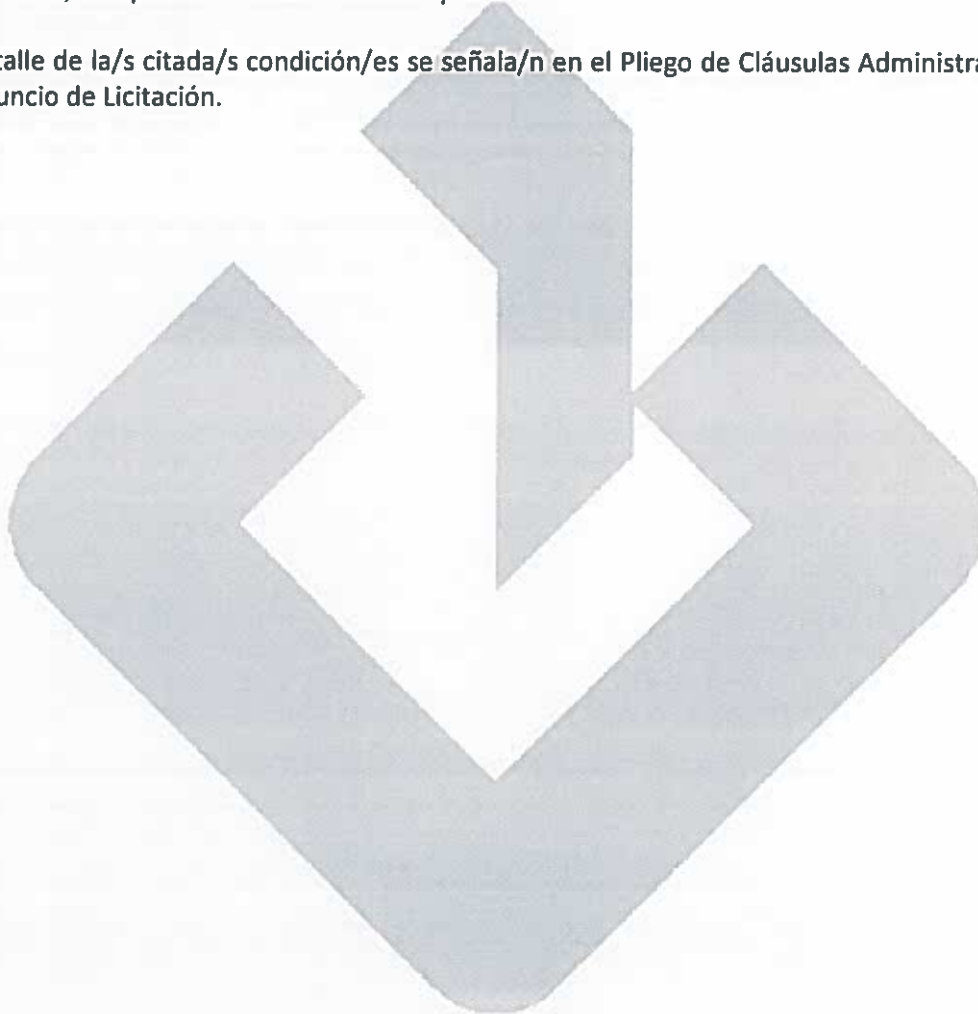 talle de la/s citada/s condición/es se señala/n en el Pliego de Cláusulas Administra
uncio de Licitación.